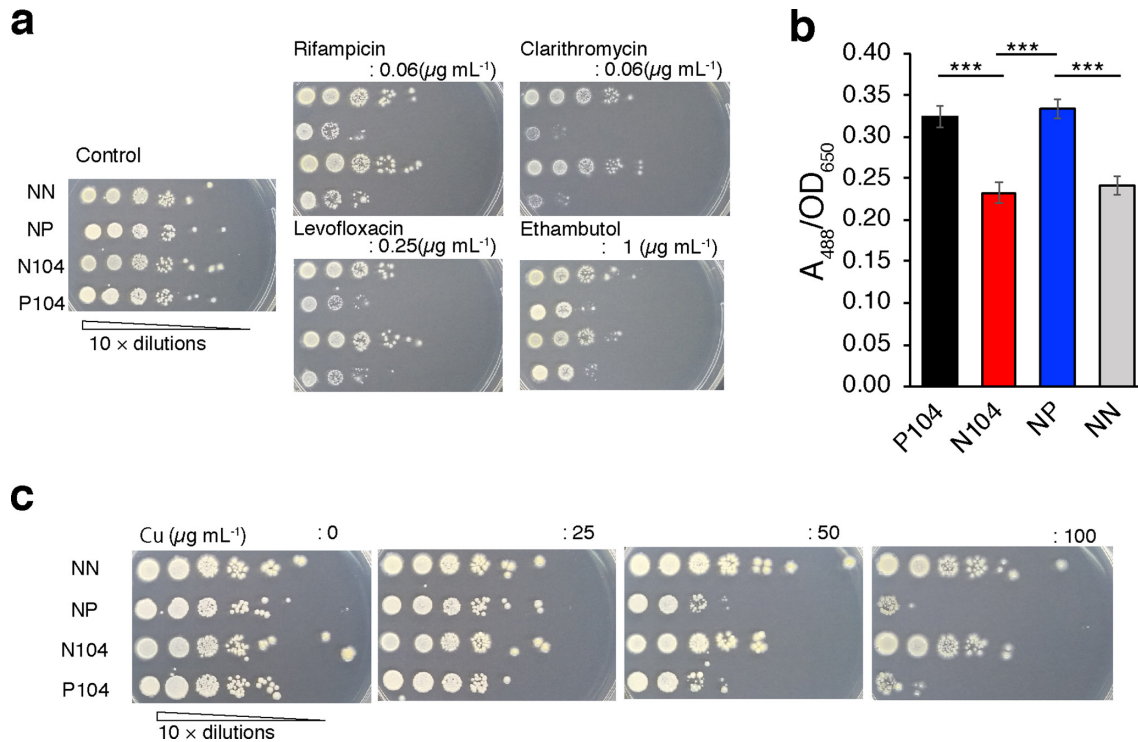 a
Rifampicin
: 0.06(µg mL-1)
Clarithromycin
: 0.06(µg mL-1)
Control
NN
NP
N104
P104
10 × dilutions
Levofloxacin
: 0.25(µg mL-1)
Ethambutol
: 1 (µg mL-1)
b
***
***
***
0.40
0.35
0.30
0.25
0.20
0.15
0.10
0.05
0.00
A488/OD650
P104
N104
NP
NN
c
Cu (µg mL-1) : 0
: 25
: 50
: 100
NN
NP
N104
P104
10 × dilutions